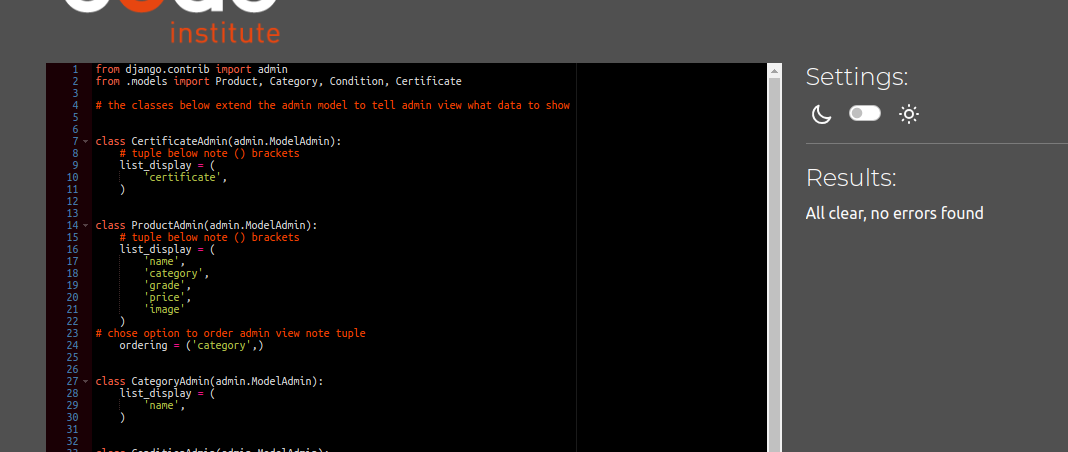 institute
1 from django.contrib import admin
2 from .models import Product, Category, Condition, Certificate
3
4 # the classes below extend the admin model to tell admin view what data to show
5
6
7 class CertificateAdmin(admin.ModelAdmin):
8 # tuple below note () brackets
9 list_display = (
10 'certificate',
11 )
12
13
14 class ProductAdmin(admin.ModelAdmin):
15 # tuple below note () brackets
16 list_display = (
17 'name',
18 'category',
19 'grade',
20 'price',
21 'image'
22 )
23 # chose option to order admin view note tuple
24 ordering = ('category',)
25
26
27 class CategoryAdmin(admin.ModelAdmin):
28 list_display = (
29 'name',
30 )
31
32
Settings:
Results:
All clear, no errors found